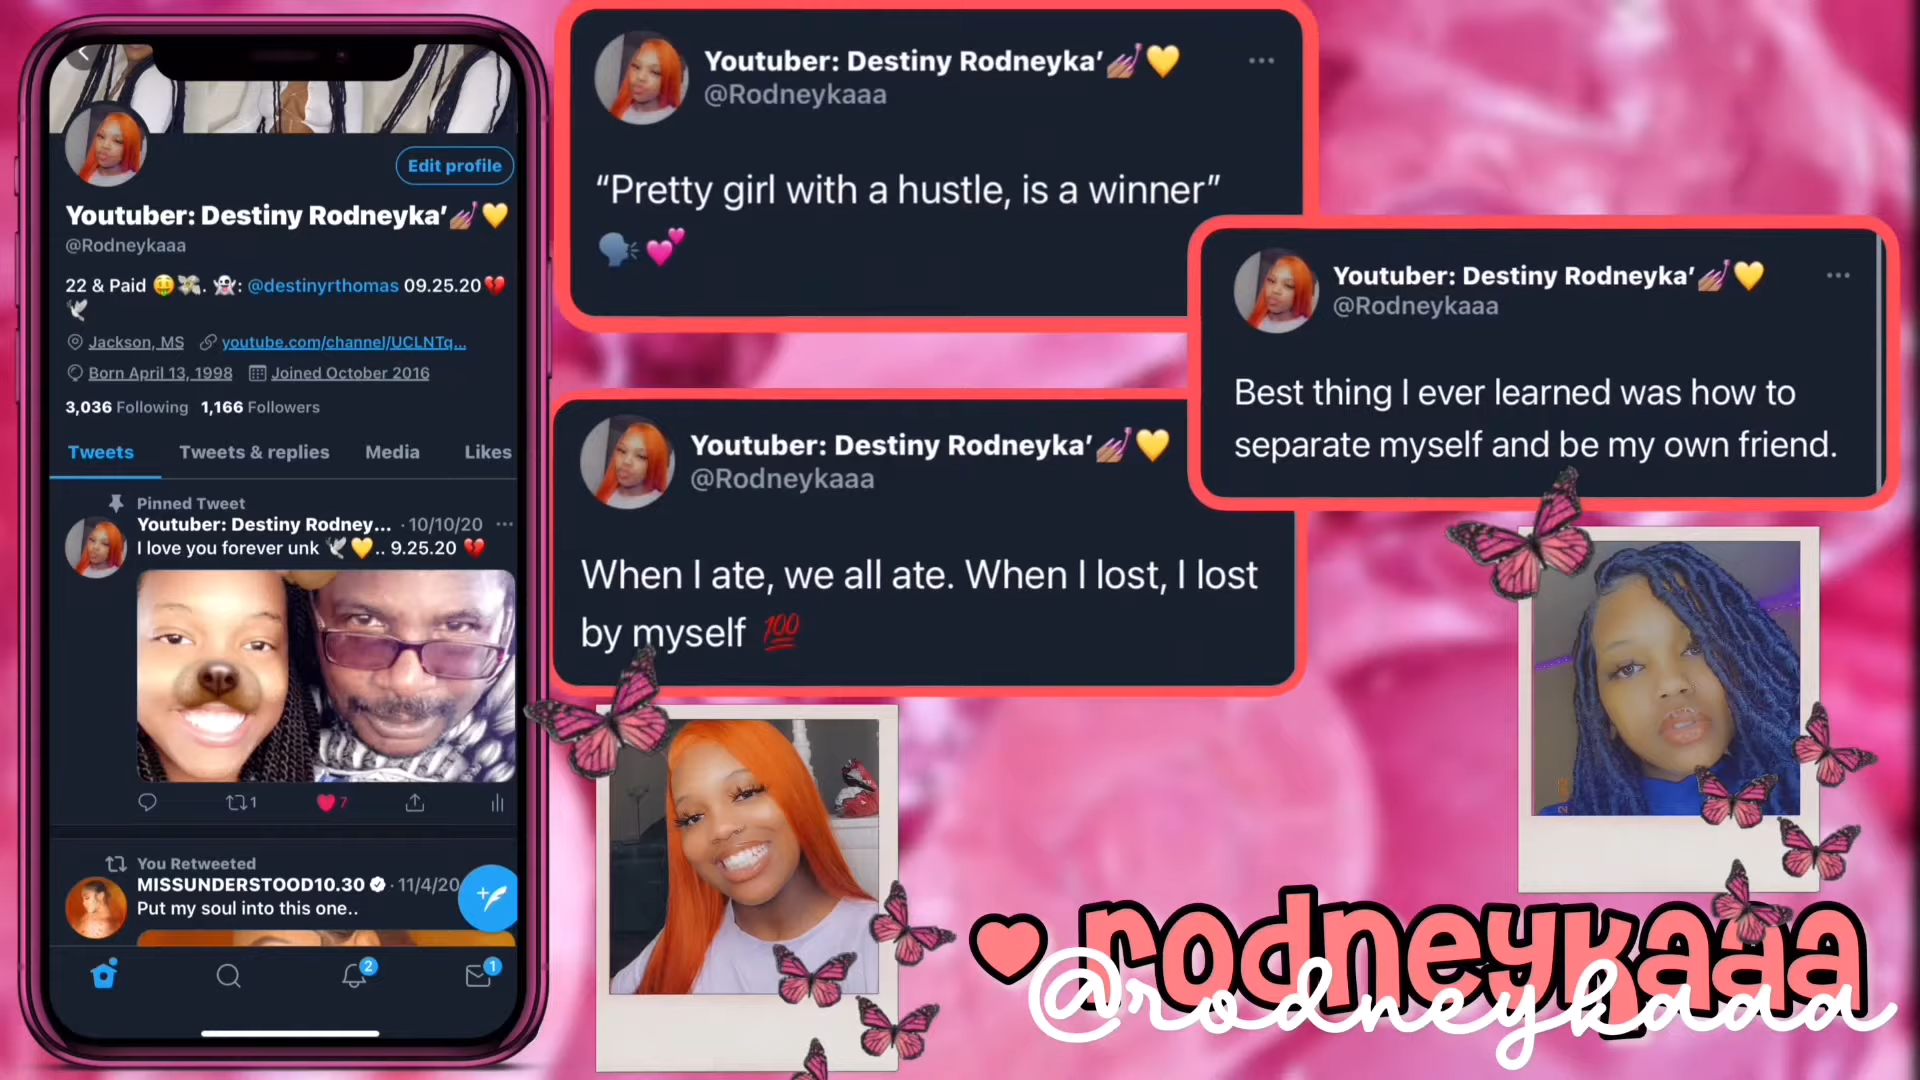 Edit profile
Youtuber: Destiny Rodneyka’💅🏽💛
@Rodneykaaa
22 & Paid 🤑💸. 👻: @destinyrthomas 09.25.20💔
🕊
Jackson, MS youtube.com/channel/UCLNTq...
Born April 13, 1998 Joined October 2016
3,036 Following 1,166 Followers
Tweets Tweets & replies Media Likes
Pinned Tweet
Youtuber: Destiny Rodney... · 10/10/20 ···
I love you forever unk 🕊💛.. 9.25.20 💔
1 7
You Retweeted
MISSUNDERSTOOD10.30 · 11/4/20
Put my soul into this one..
2 1
Youtuber: Destiny Rodneyka’💅🏽💛 ···
@Rodneykaaa
“Pretty girl with a hustle, is a winner”
🗣💕
Youtuber: Destiny Rodneyka’💅🏽💛 ···
@Rodneykaaa
Best thing I ever learned was how to
separate myself and be my own friend.
Youtuber: Destiny Rodneyka’💅🏽💛
@Rodneykaaa
When I ate, we all ate. When I lost, I lost
by myself 💯
rodneykaaa
@rodneykaaa